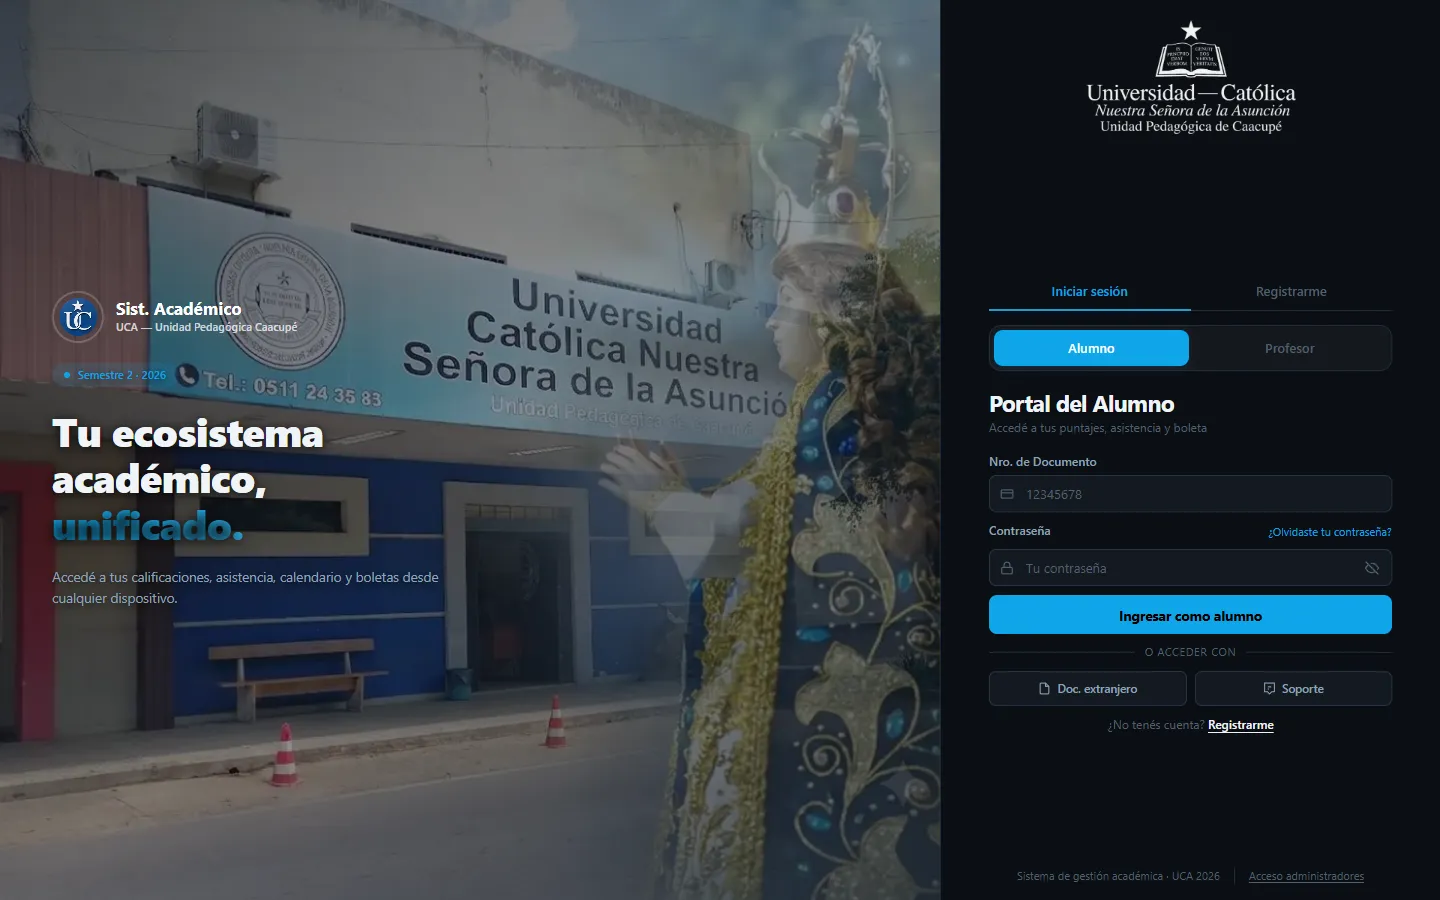 Universidad
Católica Nuestra
Señora de la Asunción
Unidad Pedagógica de Caacupé
Tel.: 0511 24 35 83
Sist. Académico
UCA — Unidad Pedagógica Caacupé
Semestre 2 · 2026
Tu ecosistema
académico,
unificado.
Accedé a tus calificaciones, asistencia, calendario y boletas desde
cualquier dispositivo.
Universidad—Católica
Nuestra Señora de la Asunción
Unidad Pedagógica de Caacupé
Iniciar sesión
Registrarme
Alumno
Profesor
Portal del Alumno
Accedé a tus puntajes, asistencia y boleta
Nro. de Documento
12345678
Contraseña
¿Olvidaste tu contraseña?
Tu contraseña
Ingresar como alumno
O ACCEDER CON
Doc. extranjero
Soporte
¿No tenés cuenta? Registrarme
Sistema de gestión académica · UCA 2026
Acceso administradores